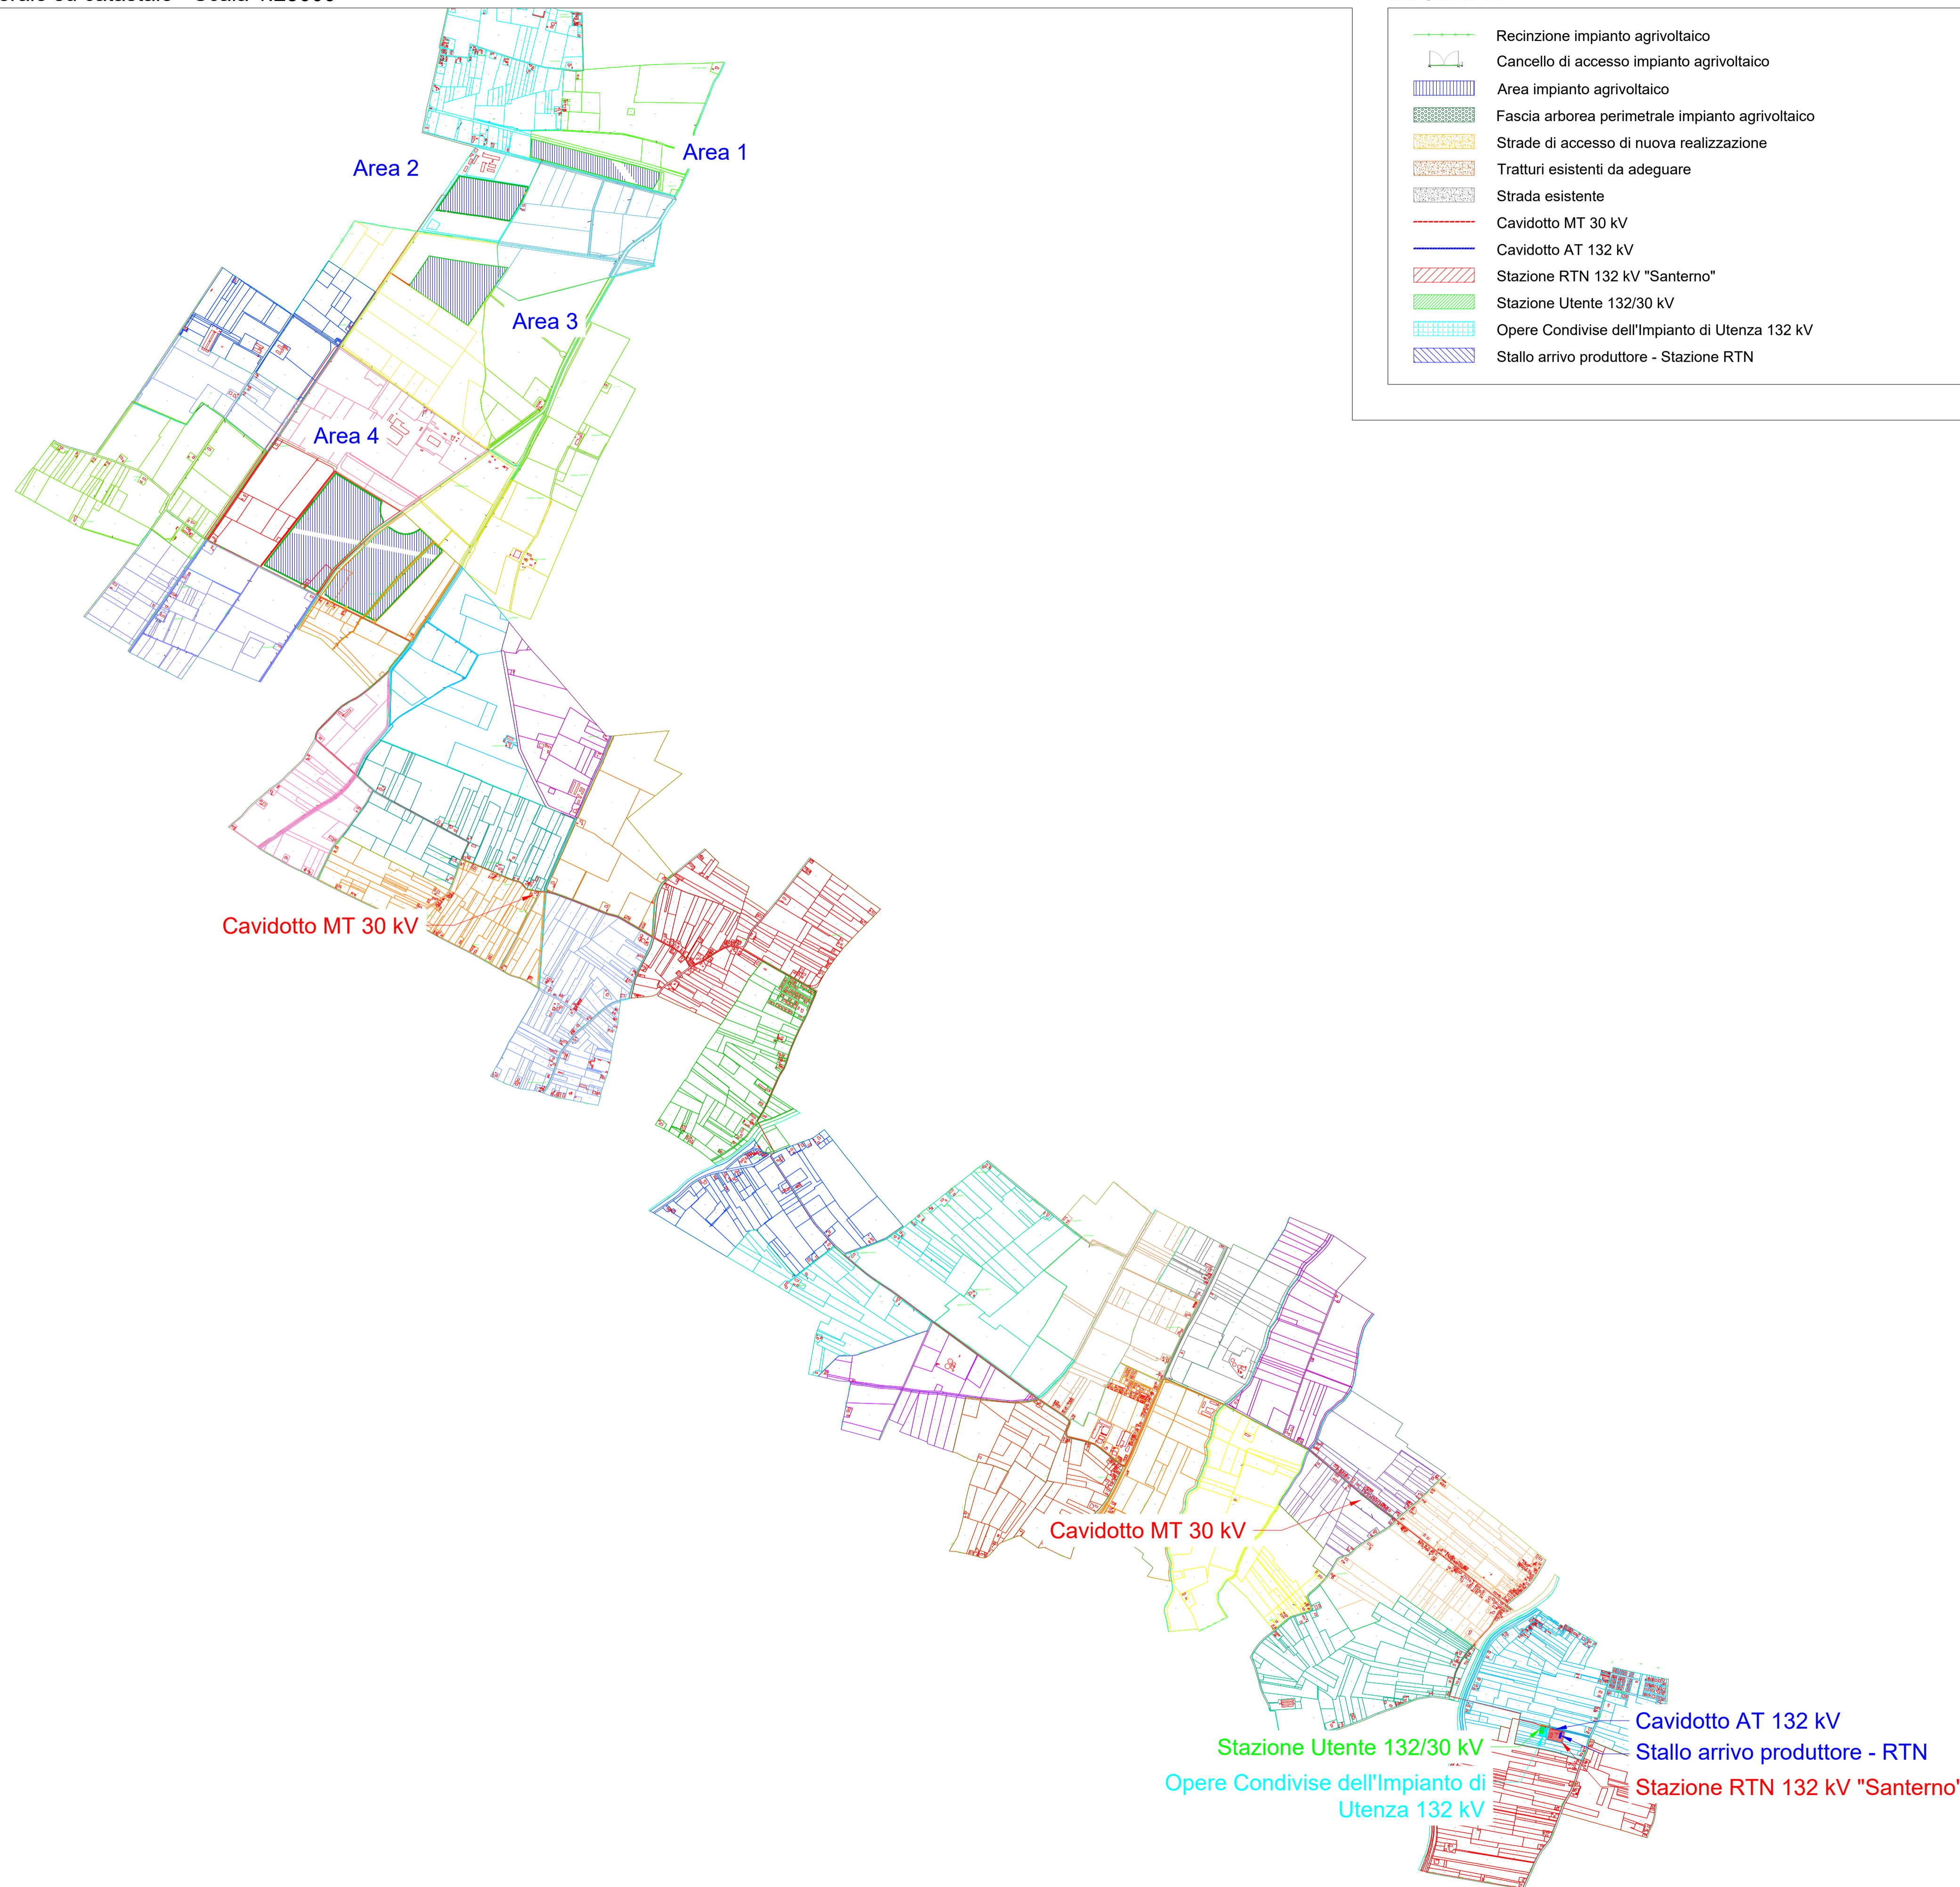 Recinzione impianto agrivoltaico
Cancello di accesso impianto agrivoltaico
Area impianto agrivoltaico
Fascia arborea perimetrale impianto agrivoltaico
Strade di accesso di nuova realizzazione
Tratturi esistenti da adeguare
Strada esistente
Cavidotto MT 30 kV
Cavidotto AT 132 kV
Stazione RTN 132 kV "Santerno"
Stazione Utente 132/30 kV
Opere Condivise dell'Impianto di Utenza 132 kV
Stallo arrivo produttore - Stazione RTN
Area 1
Area 2
Area 3
Area 4
Cavidotto MT 30 kV
Cavidotto MT 30 kV
Cavidotto AT 132 kV
Stazione Utente 132/30 kV
Stallo arrivo produttore - RTN
Opere Condivise dell'Impianto di
Utenza 132 kV
Stazione RTN 132 kV "Santerno"